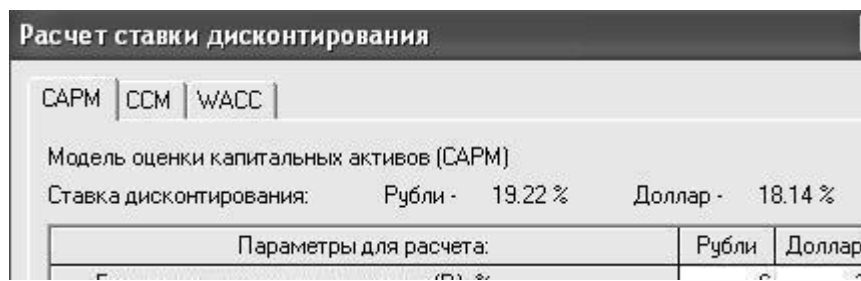 Расчет ставки дисконтирования
CAPM CCM WACC
Модель оценки капитальных активов (CAPM)
Ставка дисконтирования: Рубли - 19.22 % Доллар - 18.14 %
Параметры для расчета: Рубли Доллар